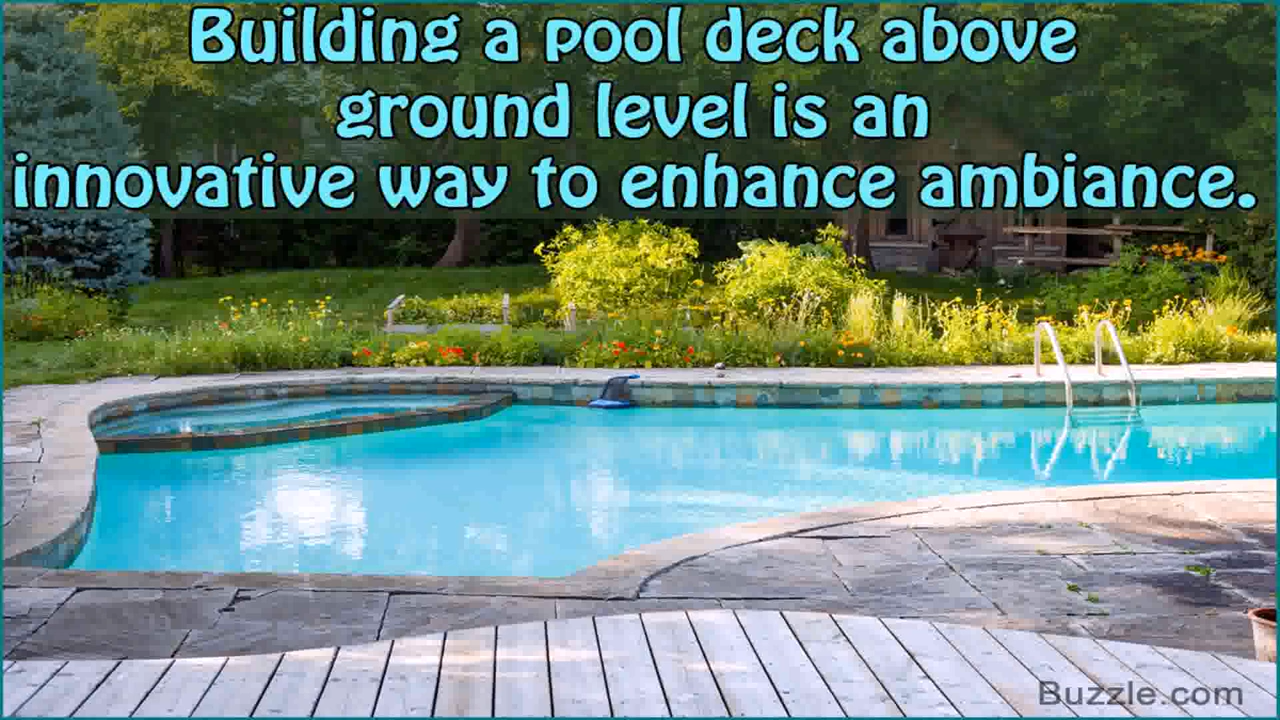 Building a pool deck above
ground level is an
innovative way to enhance ambiance.
Buzzle.com